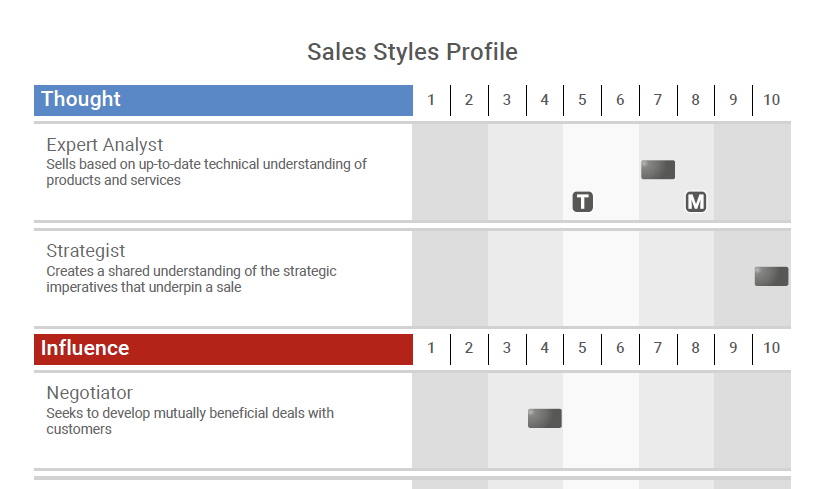 Sales Styles Profile
Thought 1 2 3 4 5 6 7 8 9 10
Expert Analyst
Sells based on up-to-date technical understanding of
products and services
T M
Strategist
Creates a shared understanding of the strategic
imperatives that underpin a sale
Influence 1 2 3 4 5 6 7 8 9 10
Negotiator
Seeks to develop mutually beneficial deals with
customers